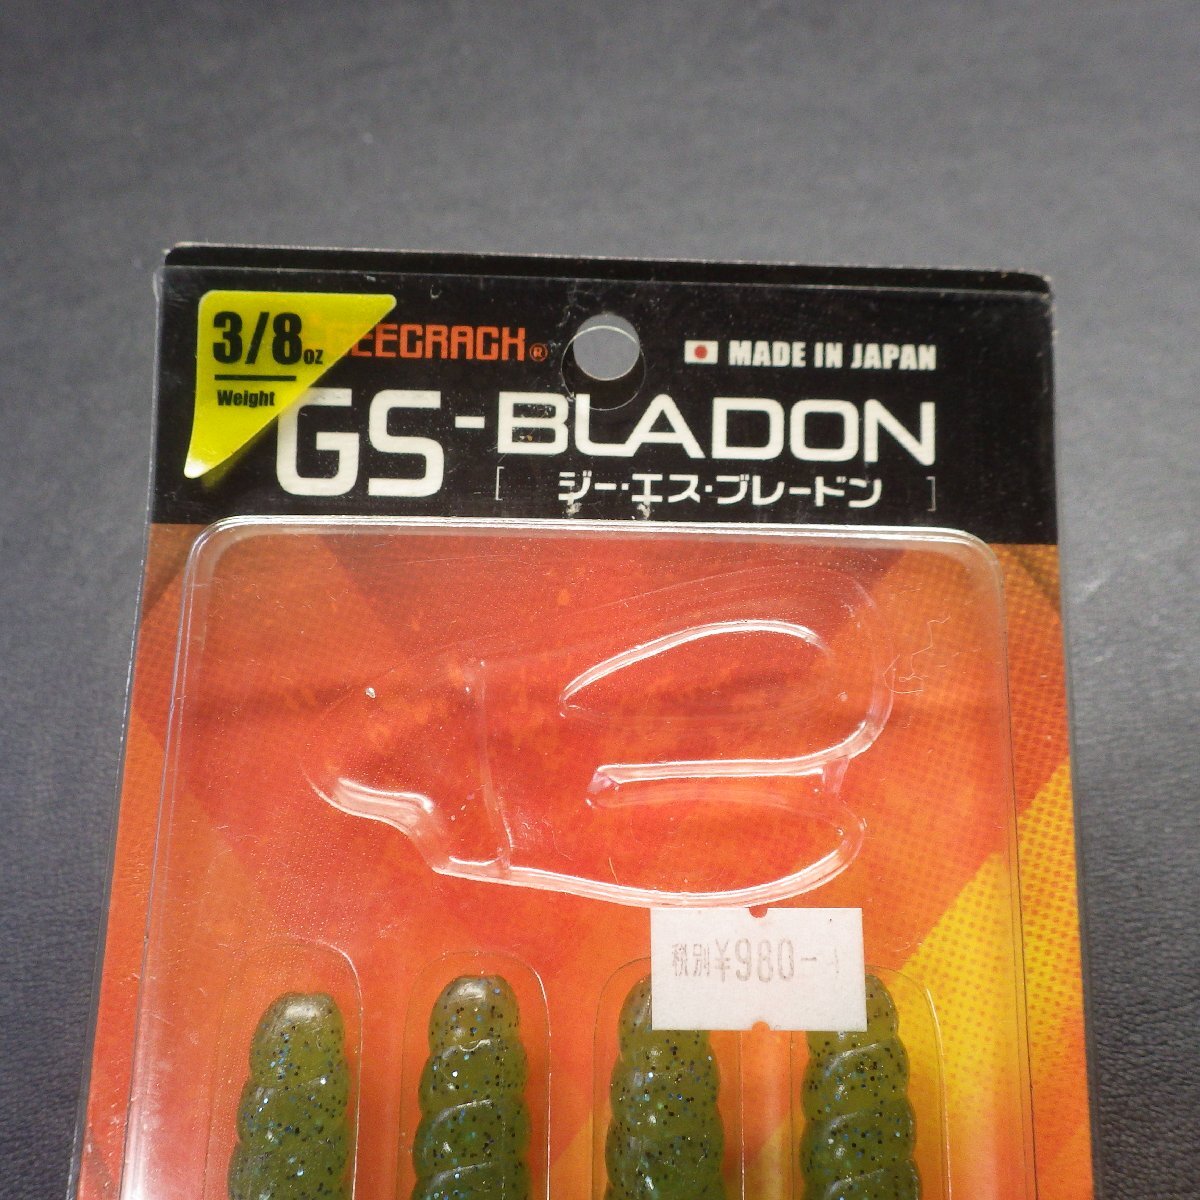 3/8oz
Weight
EECRACK®
MADE IN JAPAN
GS-BLADON
[ ジー・エス・ブレードン ]
税別¥980-